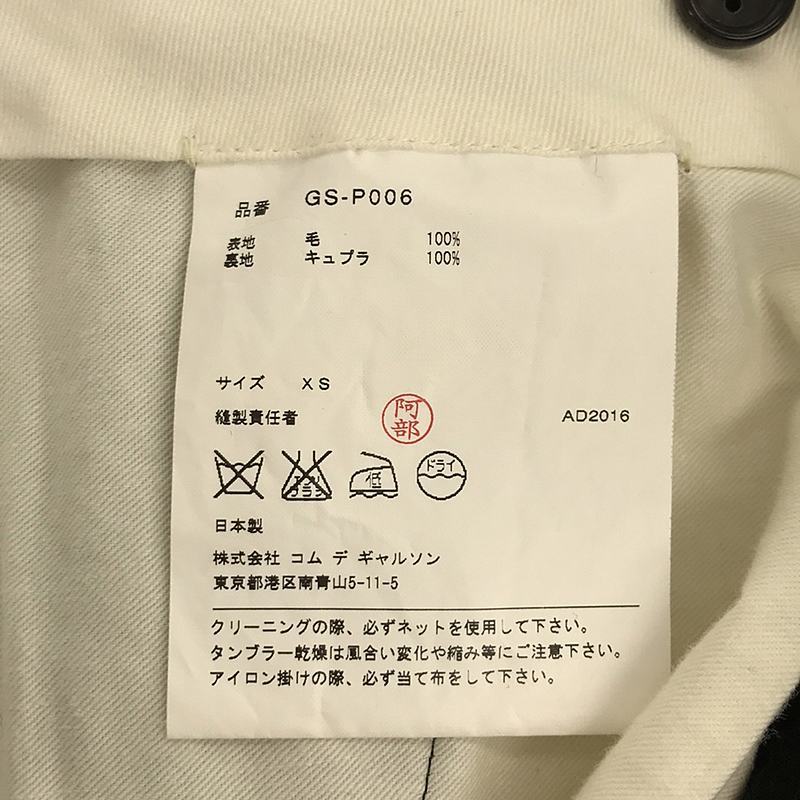 品番 GS-P006
表地 毛 100%
裏地 キュプラ 100%
サイズ XS
縫製責任者 阿部 AD2016
低 ドライ
日本製
株式会社 コム デ ギャルソン
東京都港区南青山5-11-5
クリーニングの際、必ずネットを使用して下さい。
タンブラー乾燥は風合い変化や縮み等にご注意下さい。
アイロン掛けの際、必ず当て布をして下さい。